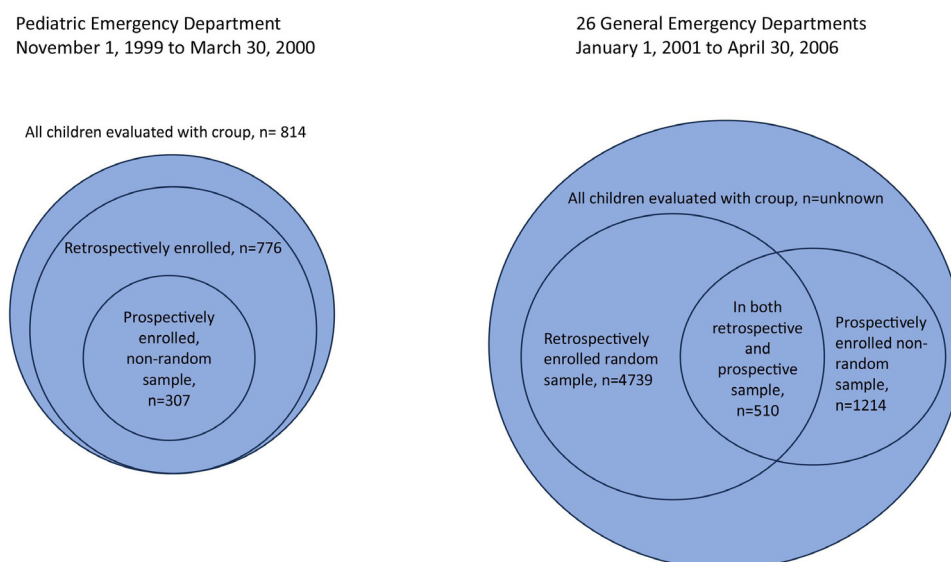 Pediatric Emergency Department
November 1, 1999 to March 30, 2000
All children evaluated with croup, n= 814
Retrospectively enrolled, n=776
Prospectively
enrolled,
non-random
sample,
n=307
26 General Emergency Departments
January 1, 2001 to April 30, 2006
All children evaluated with croup, n=unknown
Retrospectively
enrolled random
sample, n=4739
In both
retrospective
and
prospective
sample,
n=510
Prospectively
enrolled non-
random
sample,
n=1214